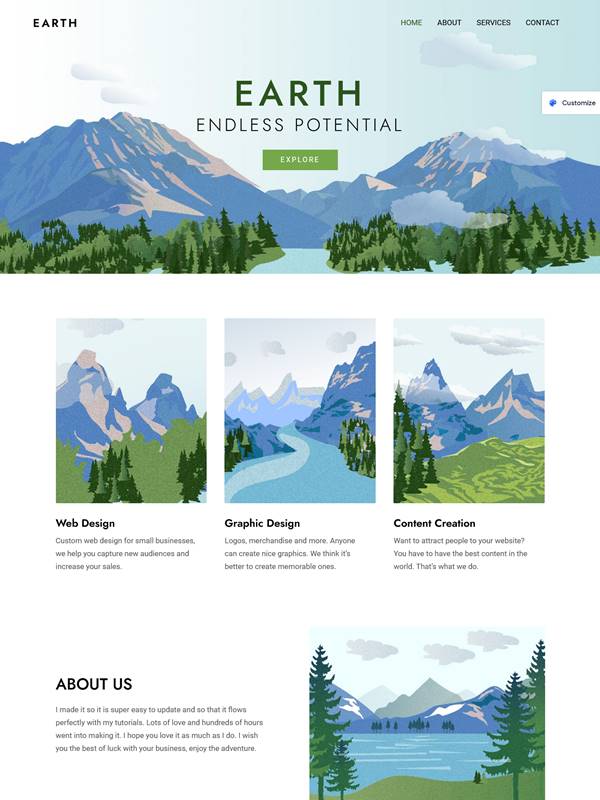 EARTH
HOME ABOUT SERVICES CONTACT
EARTH
ENDLESS POTENTIAL
Customize
EXPLORE
Web Design
Custom web design for small businesses,
we help you capture new audiences and
increase your sales.
Graphic Design
Logos, merchandise and more. Anyone
can create nice graphics. We think it's
better to create memorable ones.
Content Creation
Want to attract people to your website?
You have to have the best content in the
world. That's what we do.
ABOUT US
I made it so it is super easy to update and so that it flows
perfectly with my tutorials. Lots of love and hundreds of hours
went into making it. I hope you love it as much as I do. I wish
you the best of luck with your business, enjoy the adventure.